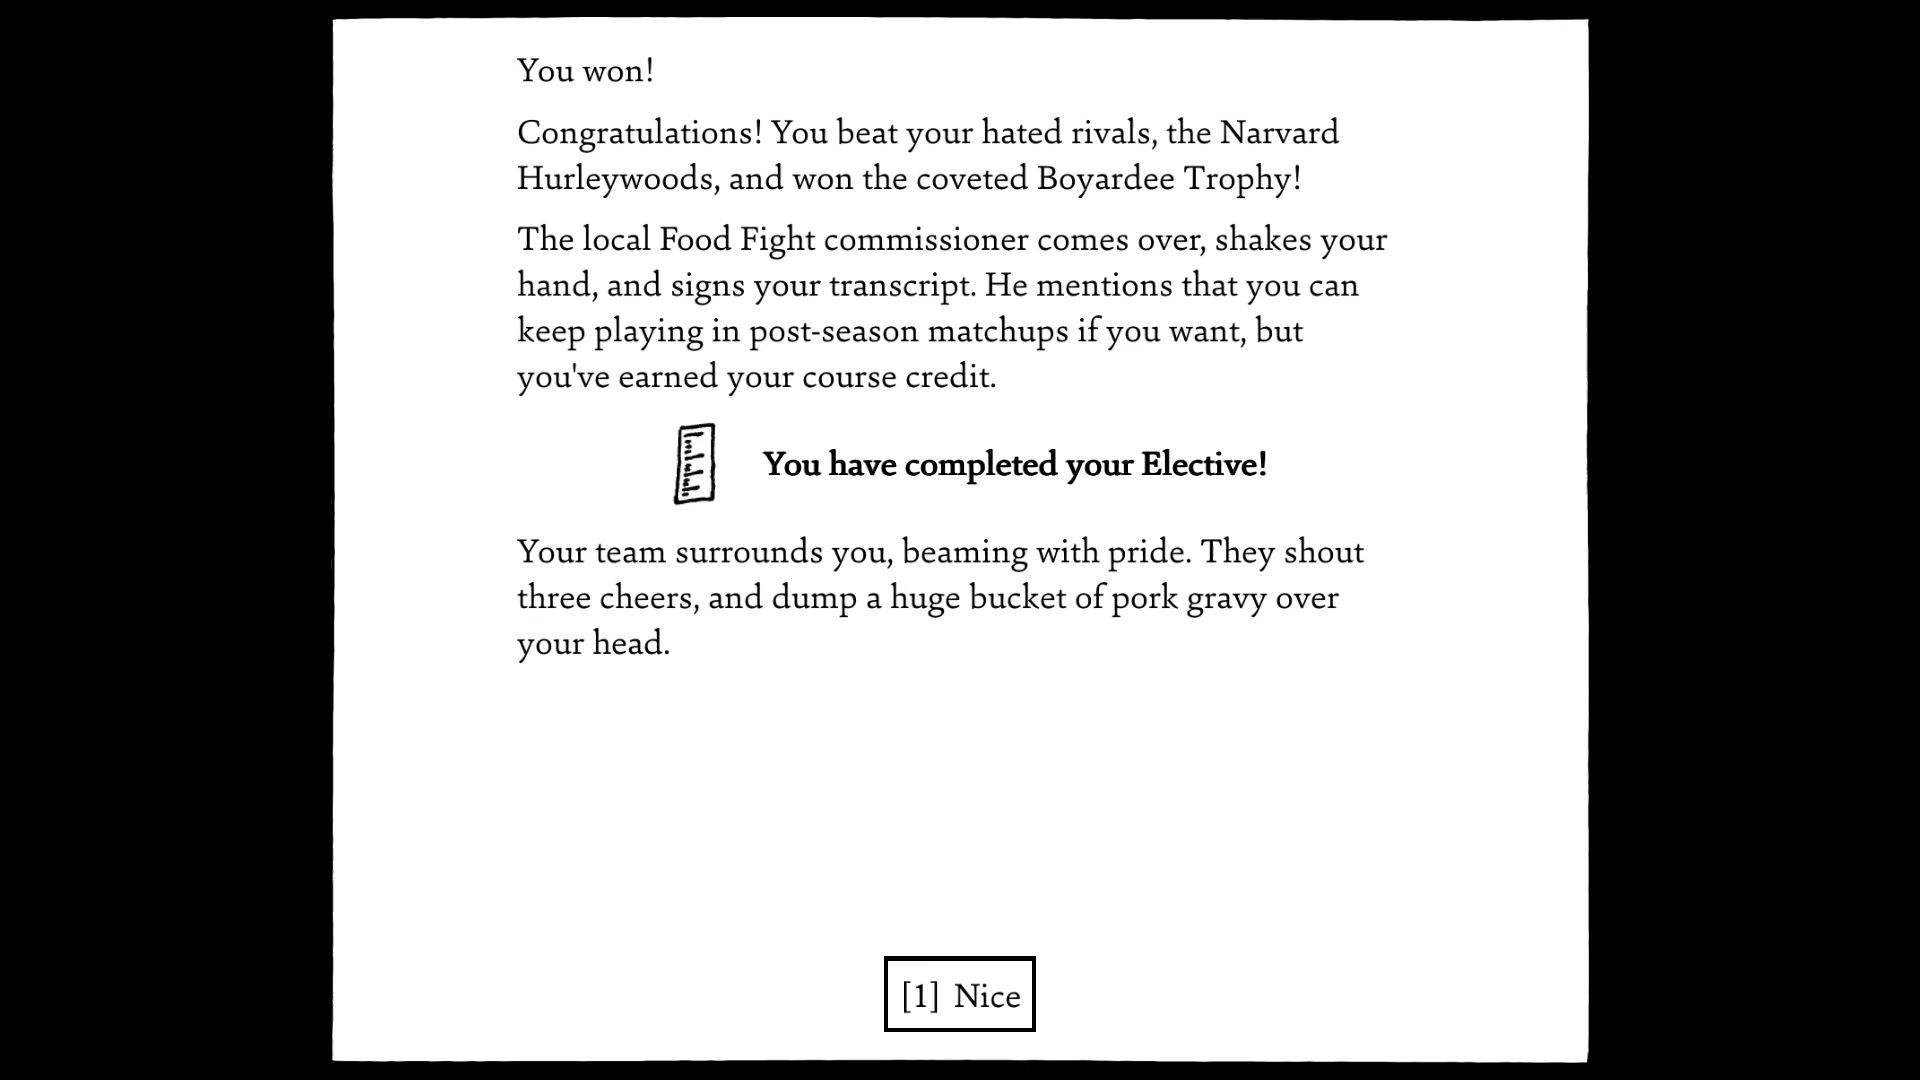 You won!
Congratulations! You beat your hated rivals, the Narvard
Hurleywoods, and won the coveted Boyardee Trophy!
The local Food Fight commissioner comes over, shakes your
hand, and signs your transcript. He mentions that you can
keep playing in post-season matchups if you want, but
you've earned your course credit.
You have completed your Elective!
Your team surrounds you, beaming with pride. They shout
three cheers, and dump a huge bucket of pork gravy over
your head.
[1] Nice